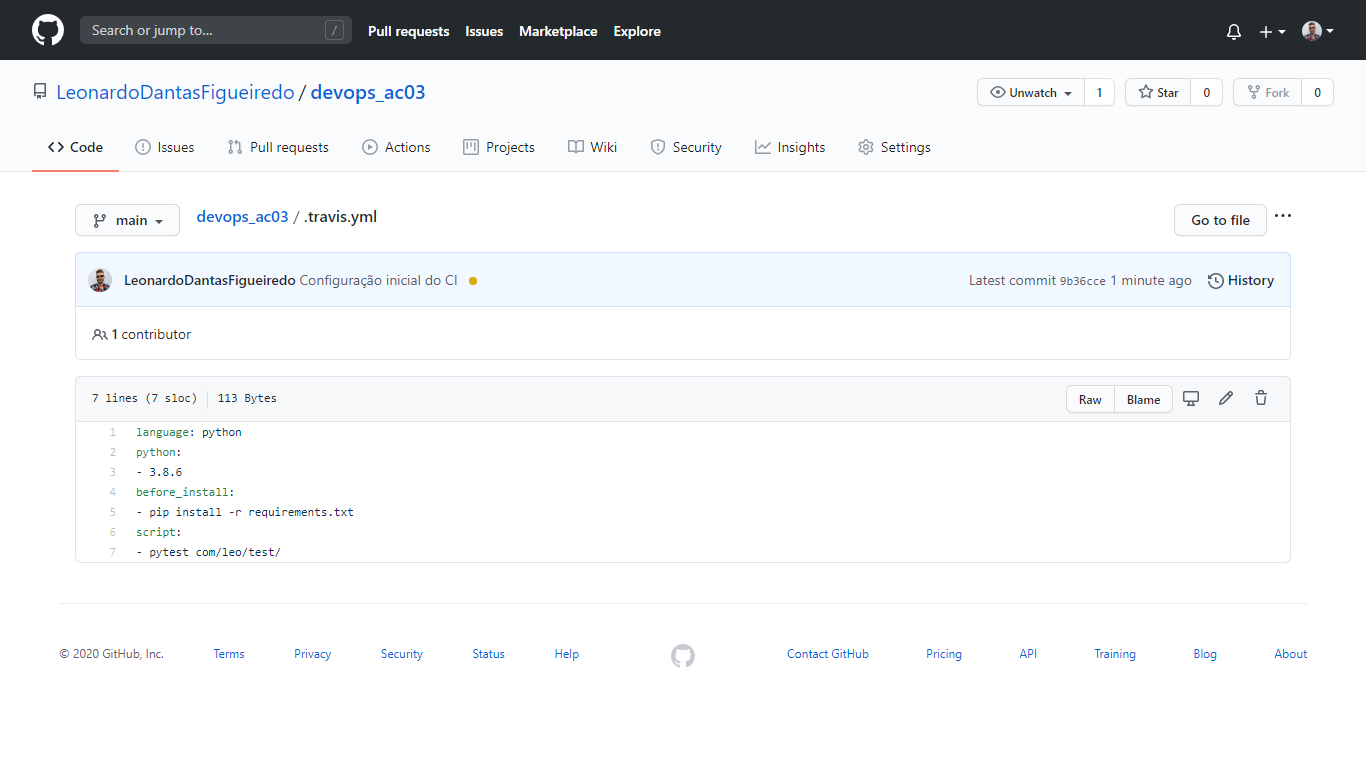 Search or jump to... /
Pull requests Issues Marketplace Explore
LeonardoDantasFigueiredo / devops_ac03
Unwatch 1 Star 0 Fork 0
Code Issues Pull requests Actions Projects Wiki Security Insights Settings
main devops_ac03 / .travis.yml Go to file ...
LeonardoDantasFigueiredo Configuração inicial do CI Latest commit 9b36cce 1 minute ago History
1 contributor
7 lines (7 sloc) 113 Bytes Raw Blame
1 language: python
2 python:
3 - 3.8.6
4 before_install:
5 - pip install -r requirements.txt
6 script:
7 - pytest com/leo/test/
© 2020 GitHub, Inc. Terms Privacy Security Status Help Contact GitHub Pricing API Training Blog About